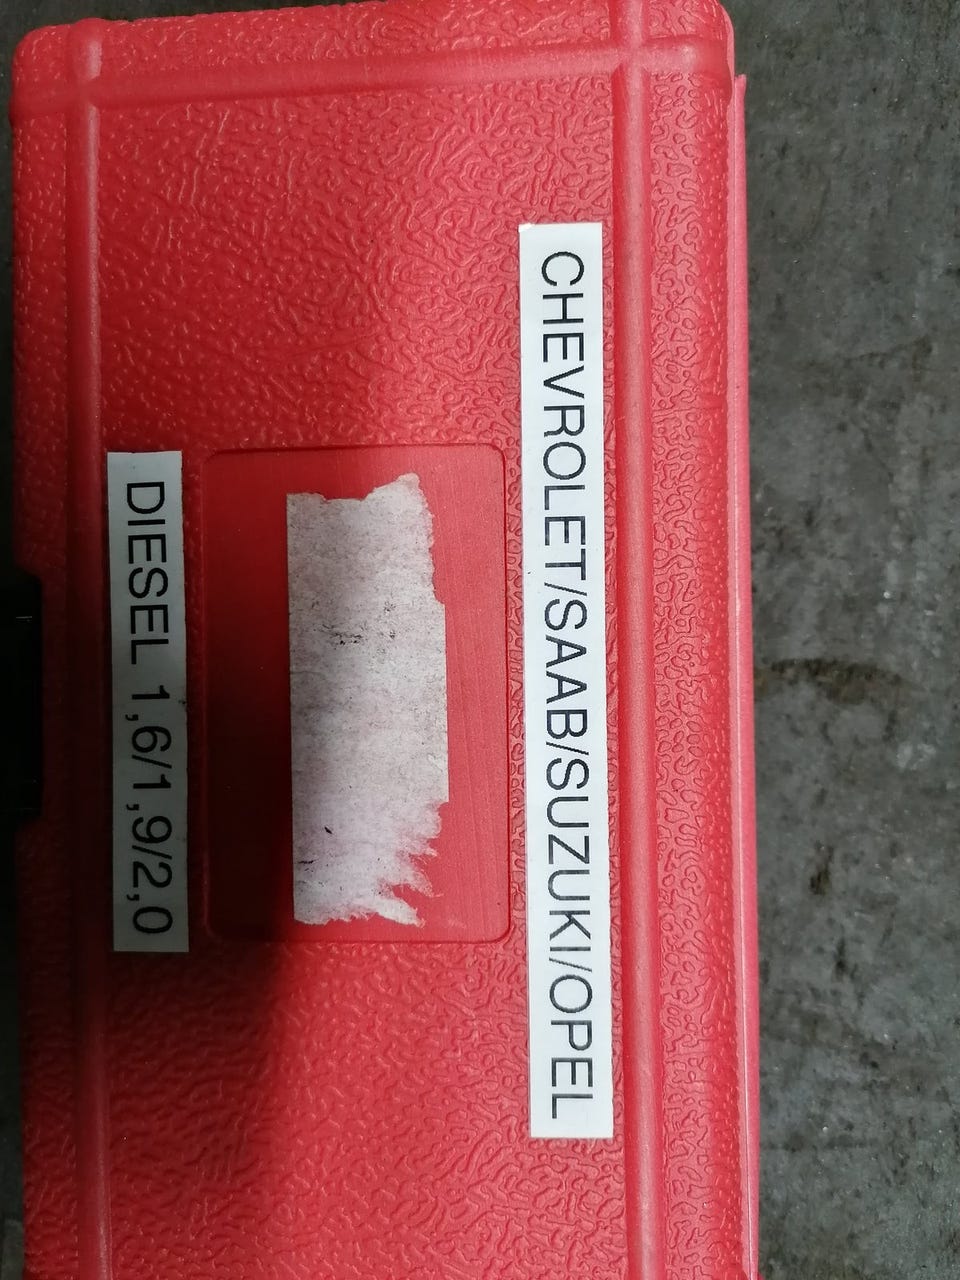 CHEVROLET/SAAB/SUZUKI/OPEL
DIESEL 1,6/1,9/2,0